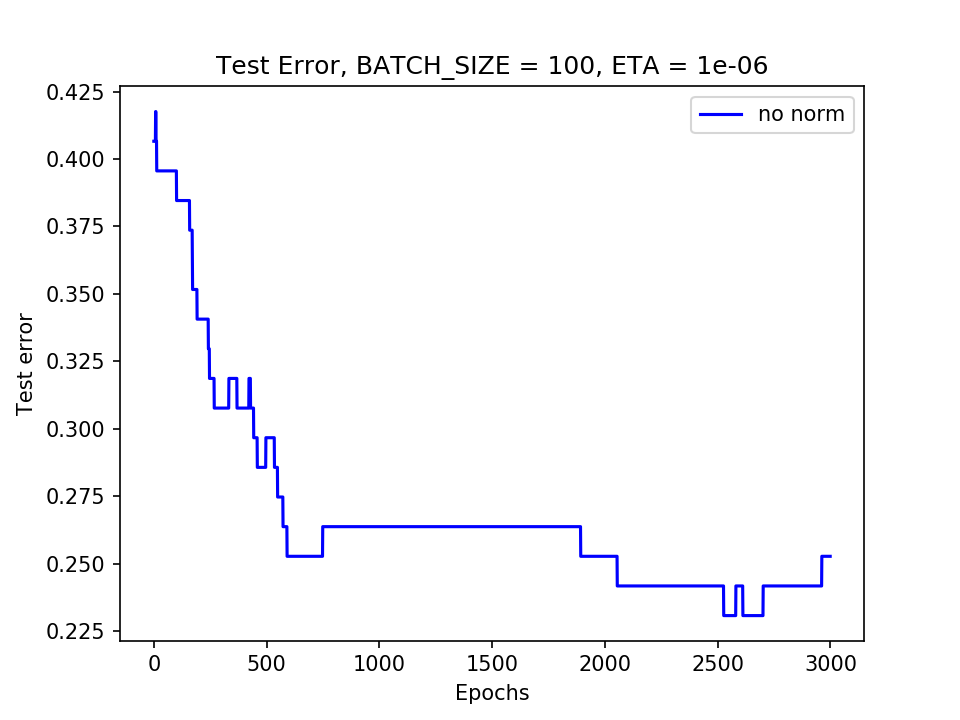 Test Error, BATCH_SIZE = 100, ETA = 1e-06
no norm
0.425
0.400
0.375
0.350
0.325
0.300
0.275
0.250
0.225
Test error
0 500 1000 1500 2000 2500 3000
Epochs